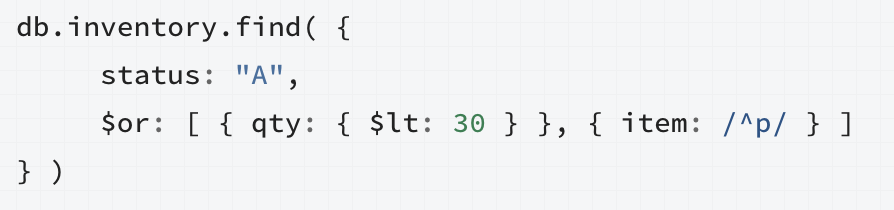 db.inventory.find( {
     status: "A",
     $or: [ { qty: { $lt: 30 } }, { item: /^p/ } ]
} )